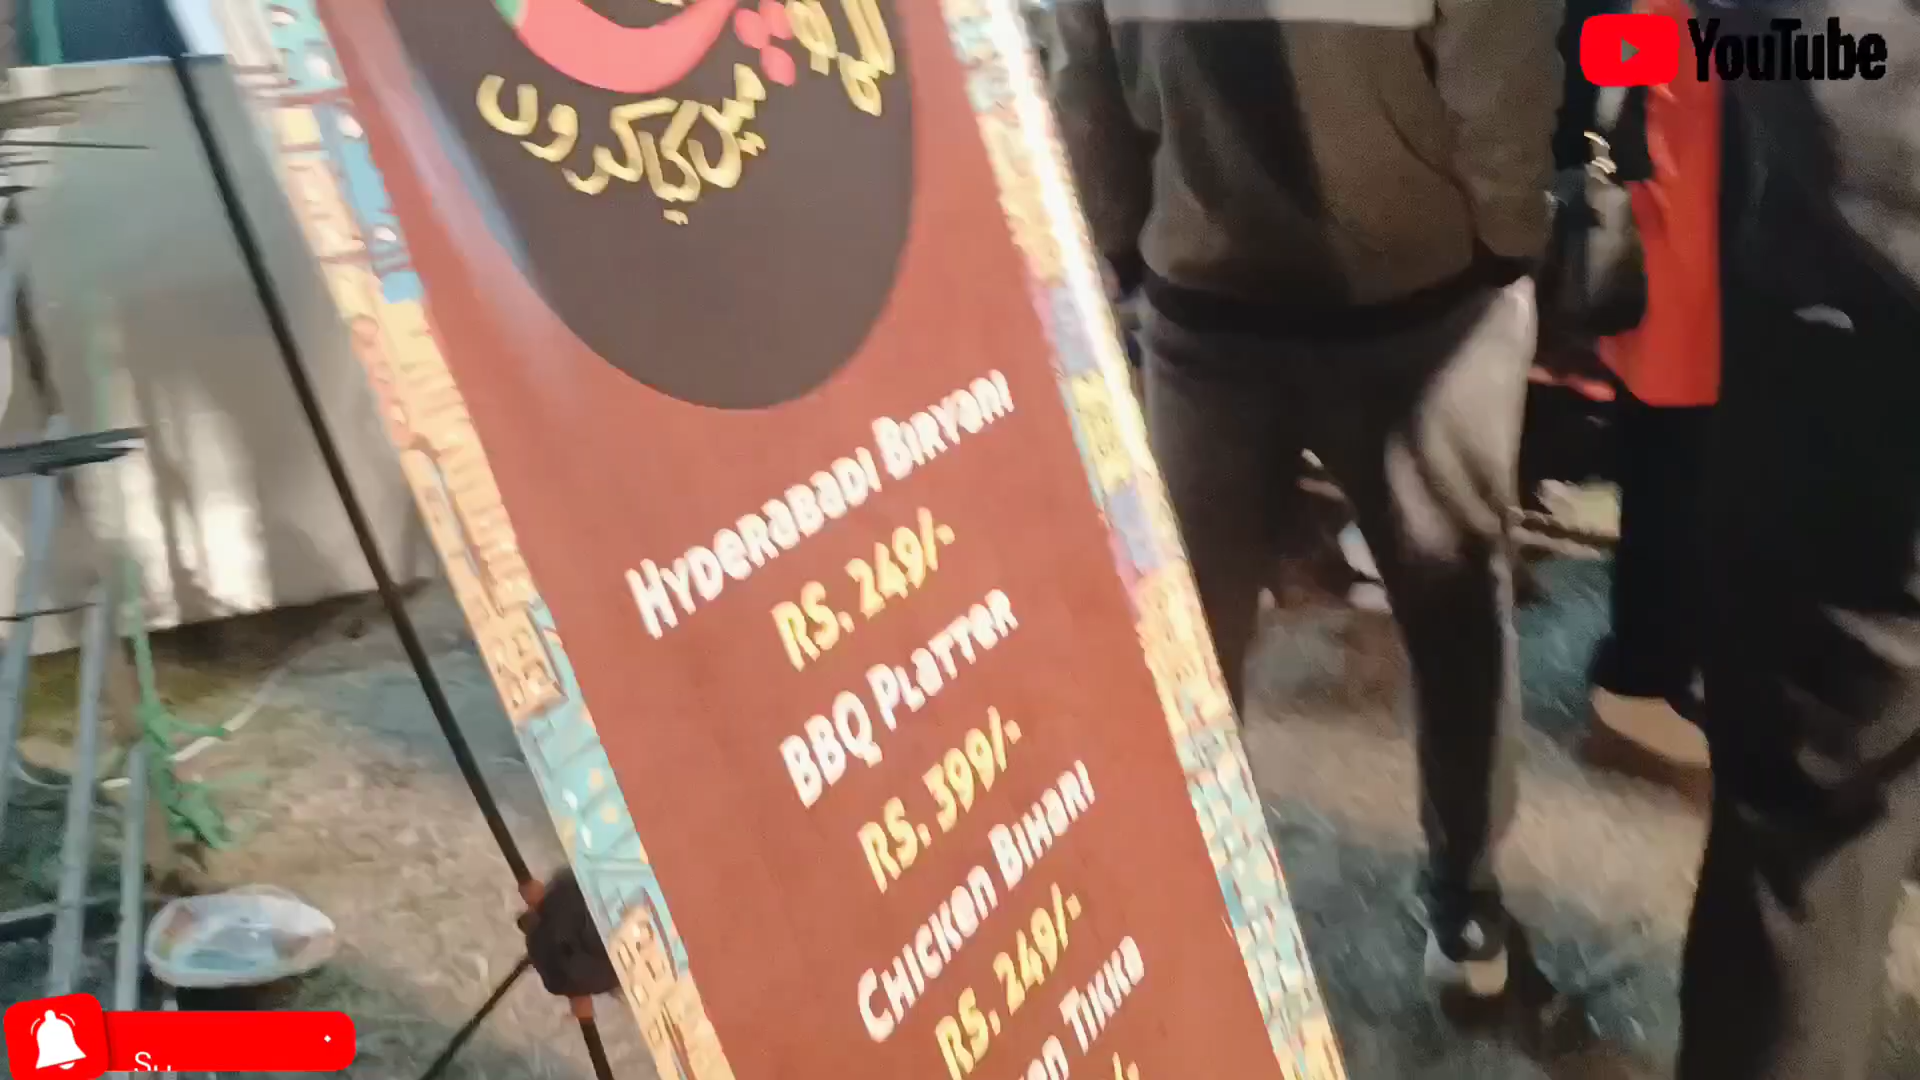 YouTube
میں کیا کروں
HYDERABADI BIRYANI
RS. 249/-
BBQ PLATTER
RS. 399/-
CHICKEN BIHARI
RS. 249/-
TIKKA